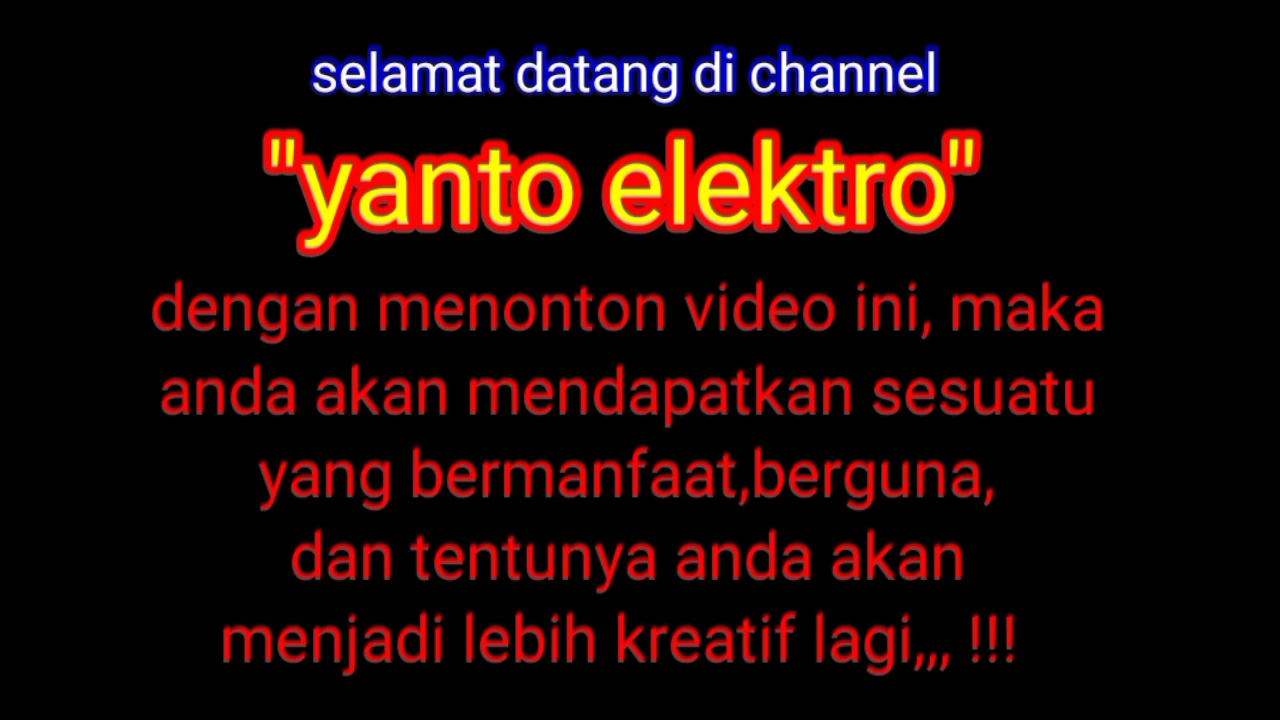 selamat datang di channel
"yanto elektro"
dengan menonton video ini, maka
anda akan mendapatkan sesuatu
yang bermanfaat,berguna,
dan tentunya anda akan
menjadi lebih kreatif lagi,,, !!!